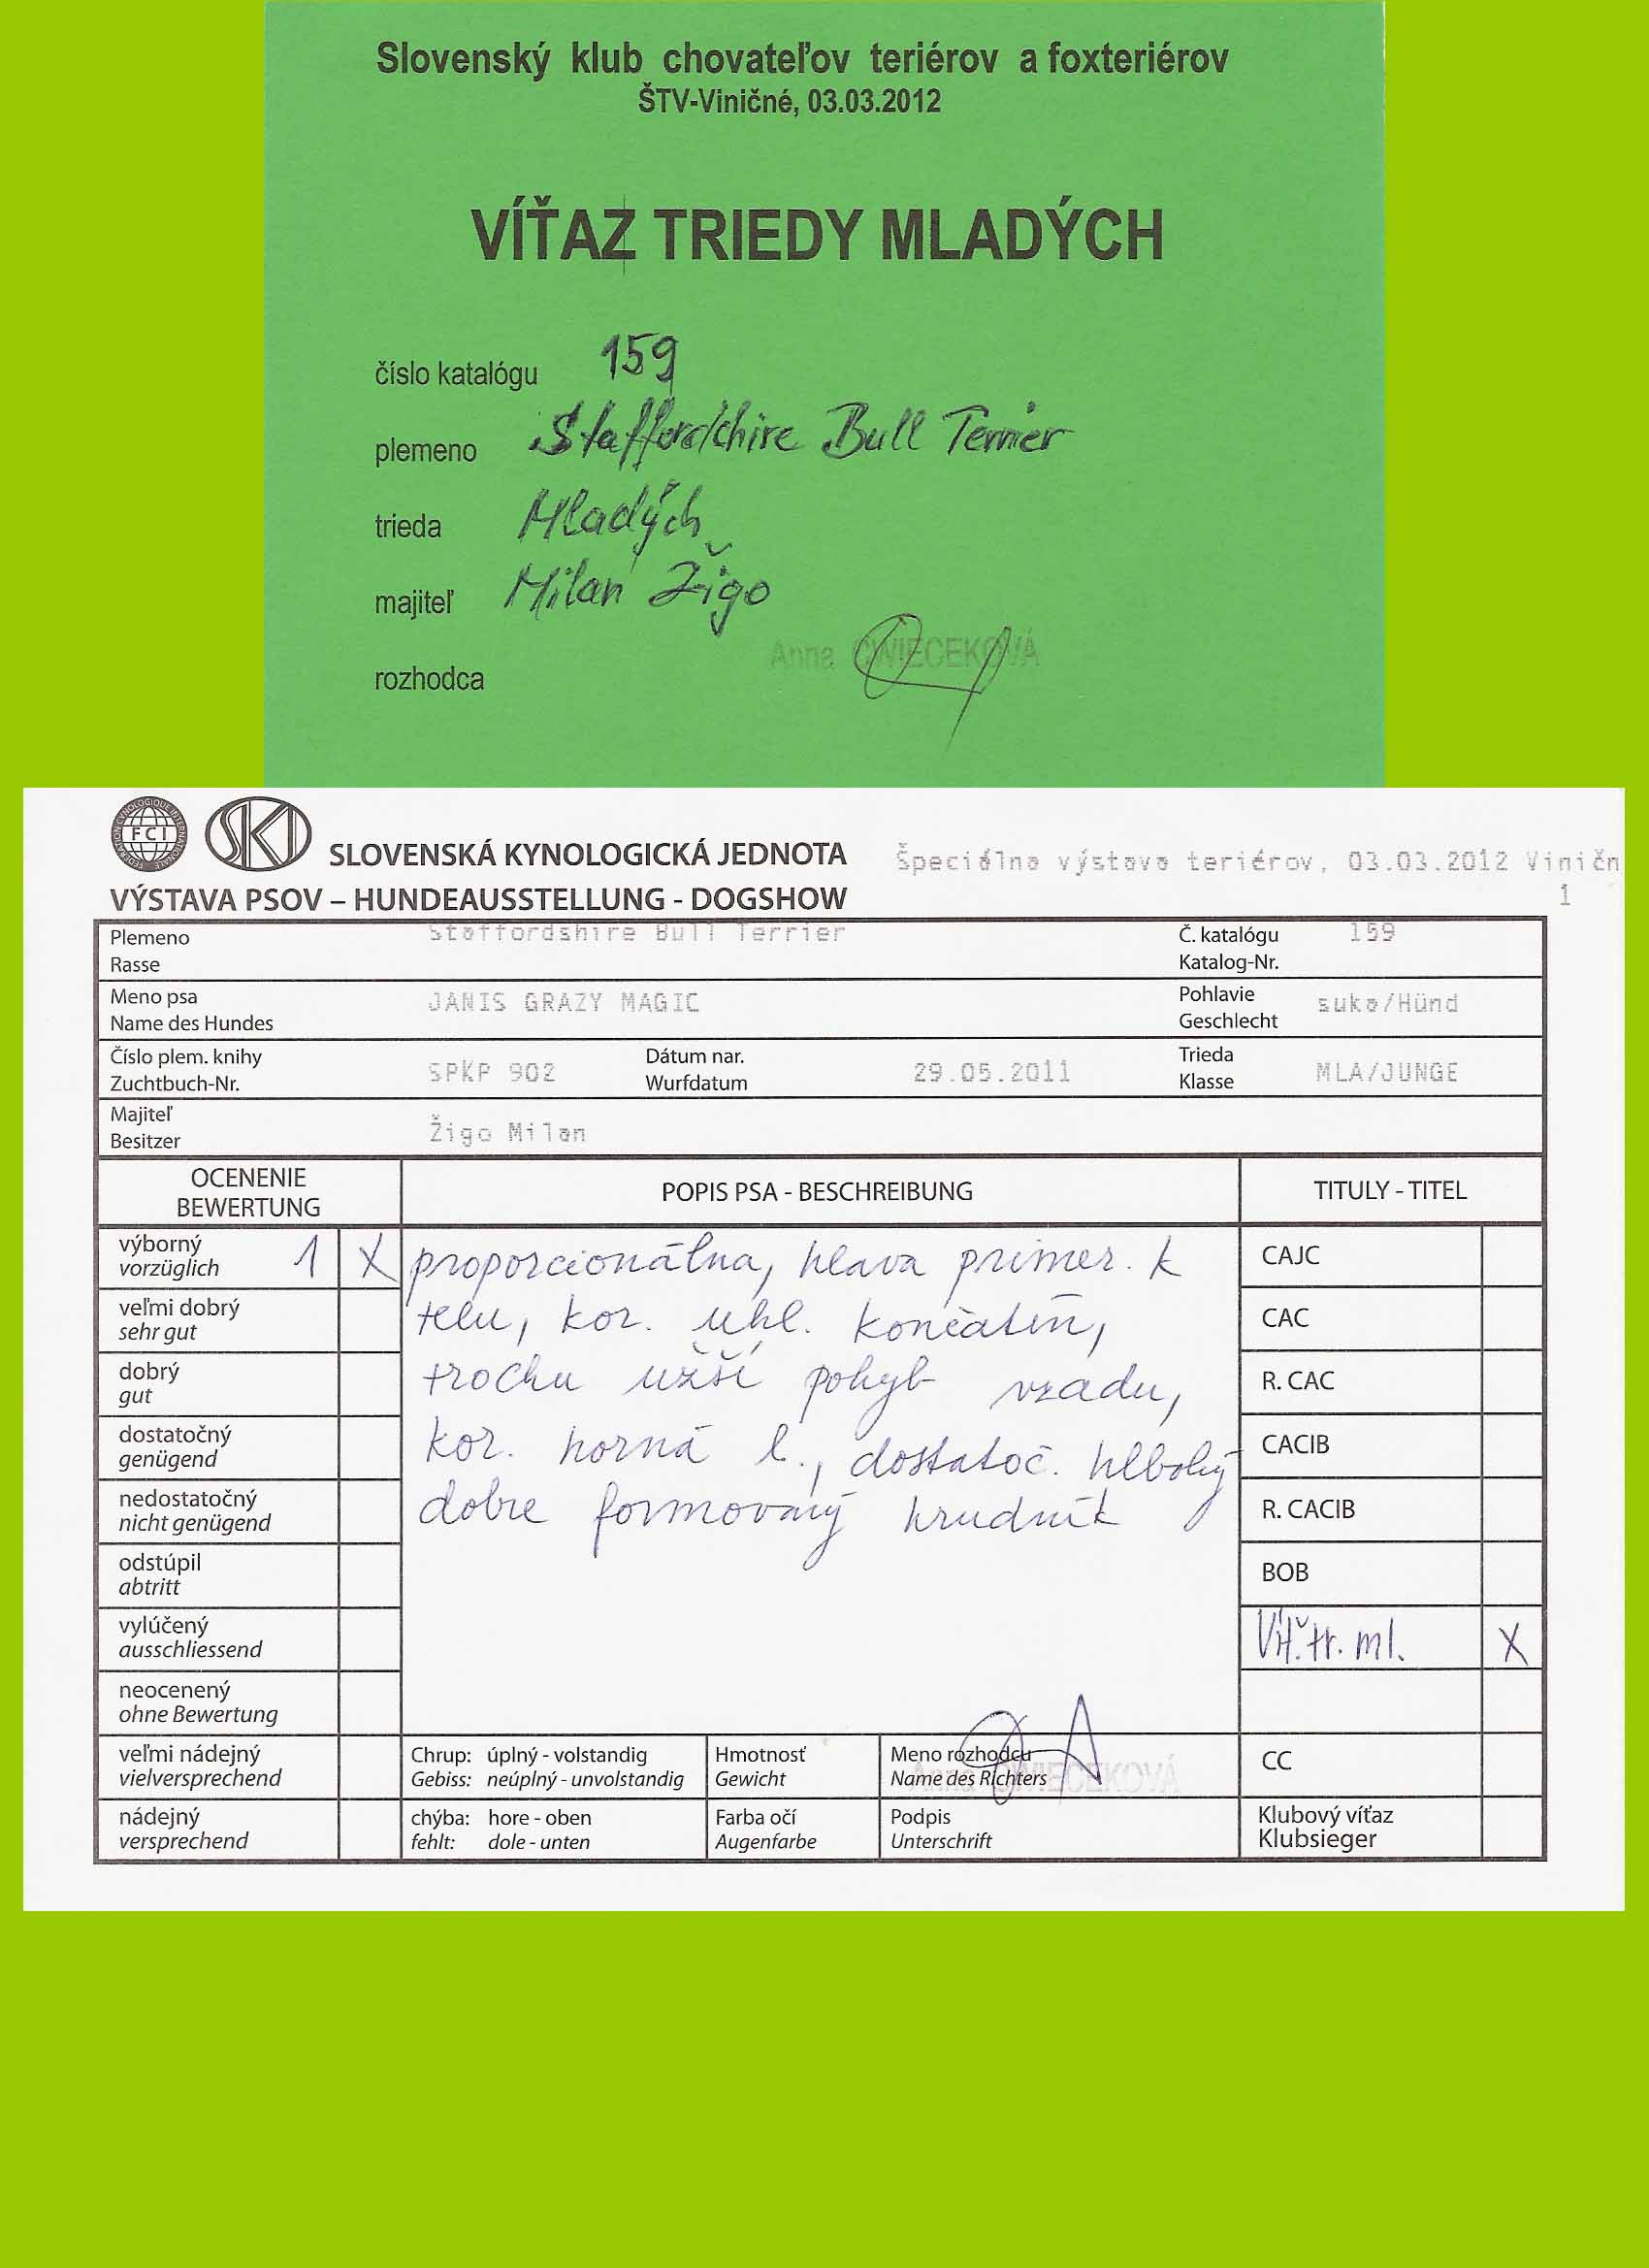 Slovenský klub chovateľov teriérov a foxteriérov
ŠTV-Viničné, 03.03.2012
VÍŤAZ TRIEDY MLADÝCH
číslo katalógu 159
plemeno Staffordchire Bull Terrier
trieda Mladých
majiteľ Milan Žigo
Anna CWIECEKOVÁ
rozhodca
FCI
SKJ SLOVENSKÁ KYNOLOGICKÁ JEDNOTA Špeciálna výstava teriérov, 03.03.2012 Viničn
VÝSTAVA PSOV – HUNDEAUSSTELLUNG - DOGSHOW 1
Plemeno Staffordshire Bull Terrier Č. katalógu 159
Rasse Katalog-Nr.
Meno psa JANIS GRAZY MAGIC Pohlavie suka/Hünd
Name des Hundes Geschlecht
Číslo plem. knihy SPKP 902 Dátum nar. 29.05.2011 Trieda MLA/JUNGE
Zuchtbuch-Nr. Wurfdatum Klasse
Majiteľ Žigo Milan
Besitzer
OCENENIE
BEWERTUNG
POPIS PSA - BESCHREIBUNG
TITULY - TITEL
výborný 1 X
vorzüglich
veľmi dobrý
sehr gut
dobrý
gut
dostatočný
genügend
nedostatočný
nicht genügend
odstúpil
abtritt
vylúčený
ausschliessend
neocenený
ohne Bewertung
veľmi nádejný
vielversprechend
nádejný
versprechend
proporcionálna, hlava primer. k
telu, kor. uhl. končatín,
trochu užší pohyb vzadu,
kor. horná l., dostatoč. hlboký
dobre formovaný hrudník
Chrup: úplný - volstandig
Gebiss: neúplný - unvolstandig
chýba: hore - oben
fehlt: dole - unten
Hmotnosť
Gewicht
Farba očí
Augenfarbe
Meno rozhodcu
Name des Richters
Anna CWIECEKOVÁ
Podpis
Unterschrift
CAJC
CAC
R. CAC
CACIB
R. CACIB
BOB
Víť. tr. ml. X
CC
Klubový víťaz
Klubsieger